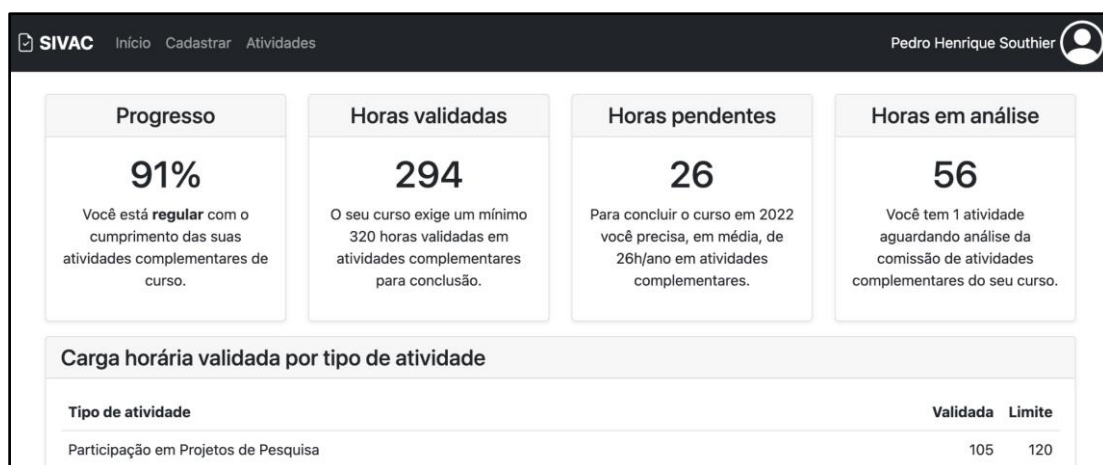 SIVAC Início Cadastrar Atividades Pedro Henrique Southier
Progresso
91%
Você está regular com o
cumprimento das suas
atividades complementares de
curso.
Horas validadas
294
O seu curso exige um mínimo
320 horas validadas em
atividades complementares
para conclusão.
Horas pendentes
26
Para concluir o curso em 2022
você precisa, em média, de
26h/ano em atividades
complementares.
Horas em análise
56
Você tem 1 atividade
aguardando análise da
comissão de atividades
complementares do seu curso.
Carga horária validada por tipo de atividade
Tipo de atividade Validada Limite
Participação em Projetos de Pesquisa 105 120